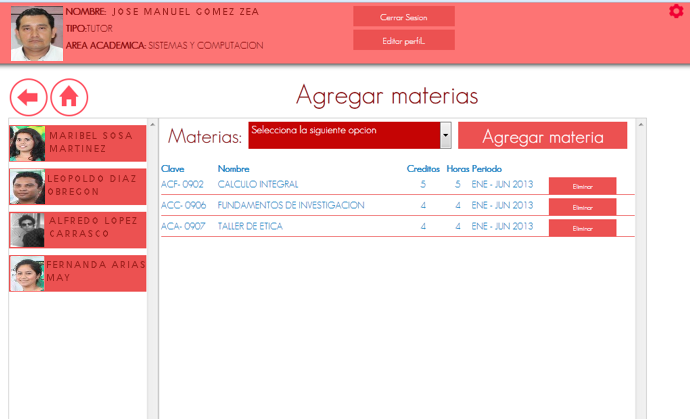 NOMBRE: JOSE MANUEL GOMEZ ZEA
TIPO:TUTOR
AREA ACADEMICA: SISTEMAS Y COMPUTACION
Cerrar Sesion
Editor perfiL
Agregar materias
MARIBEL SOSA
MARTINEZ
LEOPOLDO DIAZ
OBREGON
ALFREDO LOPEZ
CARRASCO
FERNANDA ARIAS
MAY
Materias: Selecciona la siguiente opcion Agregar materia
Clave Nombre Creditos Horas Periodo
ACF- 0902 CALCULO INTEGRAL 5 5 ENE - JUN 2013 Eliminar
ACC- 0906 FUNDAMENTOS DE INVESTIGACION 4 4 ENE - JUN 2013 Eliminar
ACA- 0907 TALLER DE ETICA 4 4 ENE - JUN 2013 Eliminar